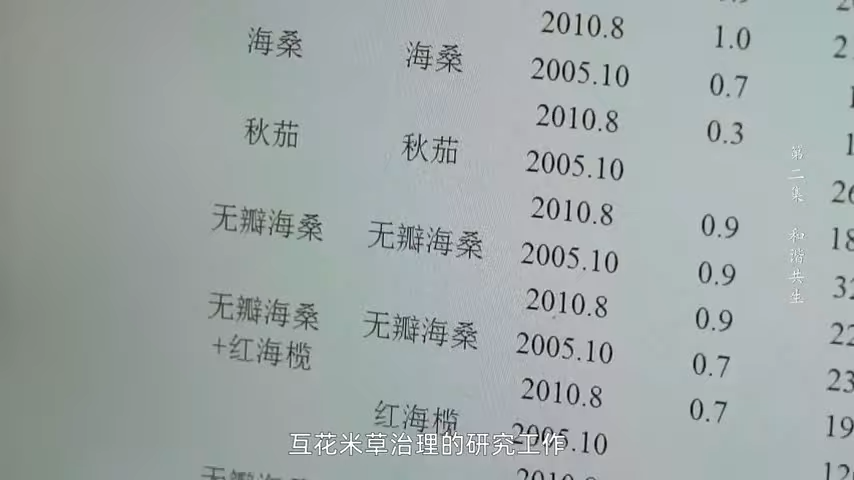 2010.8 1.0
海桑 海桑 2005.10 0.7
2010.8 0.3
秋茄 秋茄 2005.10
2010.8 0.9
无瓣海桑 无瓣海桑 2005.10 0.9
2010.8 0.9
无瓣海桑 无瓣海桑 2005.10 0.7
+红海榄 2010.8 0.7
红海榄 2005.10
第二集 和谐共生
互花米草治理的研究工作